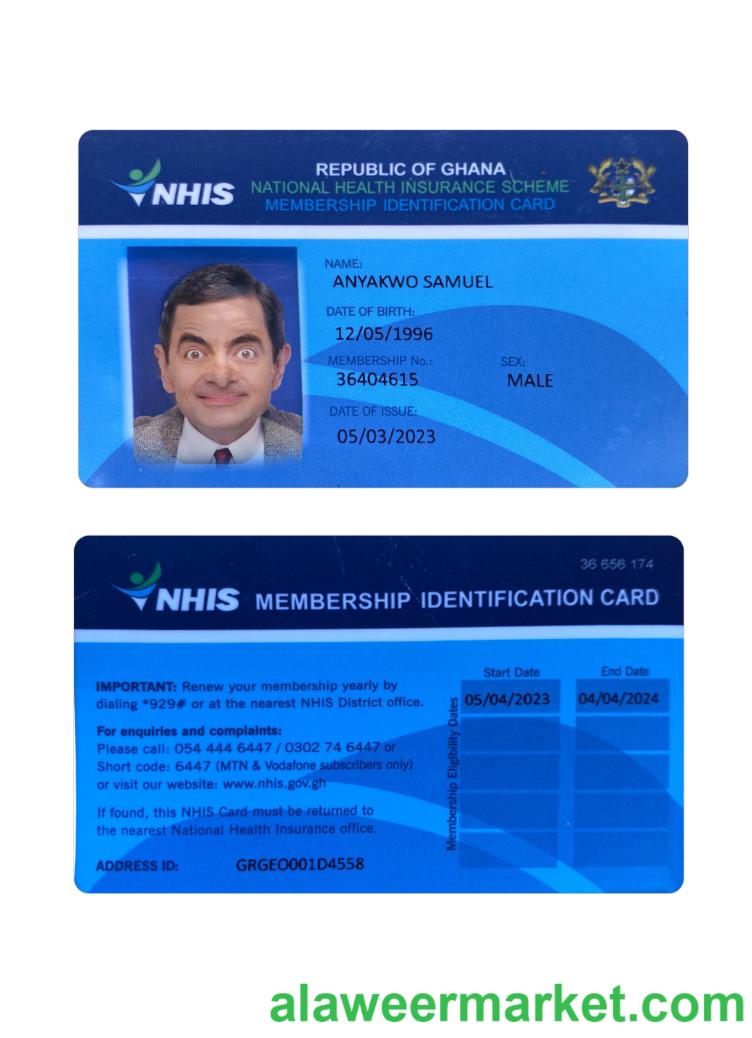 NHIS
REPUBLIC OF GHANA
NATIONAL HEALTH INSURANCE SCHEME
MEMBERSHIP IDENTIFICATION CARD
NAME:
ANYAKWO SAMUEL
DATE OF BIRTH:
12/05/1996
MEMBERSHIP No.: SEX:
36404615 MALE
DATE OF ISSUE:
05/03/2023
36 656 174
NHIS MEMBERSHIP IDENTIFICATION CARD
IMPORTANT: Renew your membership yearly by
dialing *929# or at the nearest NHIS District office.
For enquiries and complaints:
Please call: 054 444 6447 / 0302 74 6447 or
Short code: 6447 (MTN & Vodafone subscribers only)
or visit our website: www.nhis.gov.gh
If found, this NHIS Card must be returned to
the nearest National Health Insurance office.
ADDRESS ID: GRGEO001D4558
Membership Eligibility Dates
Start Date End Date
05/04/2023 04/04/2024
alaweermarket.com